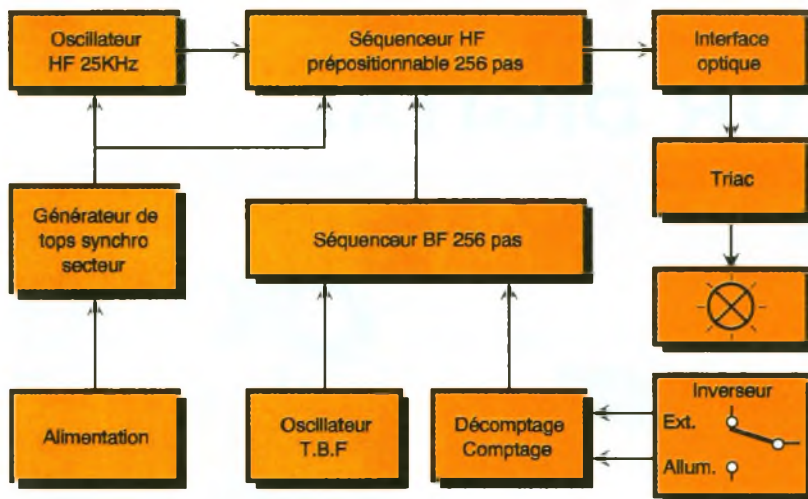 Oscillateur
HF 25KHz
Séquenceur HF
prépositionnable 256 pas
Interface
optique
Triac
Générateur de
tops synchro
secteur
Séquenceur BF 256 pas
Alimentation
Oscillateur
T.B.F
Décomptage
Comptage
Inverseur
Ext.
Allum.